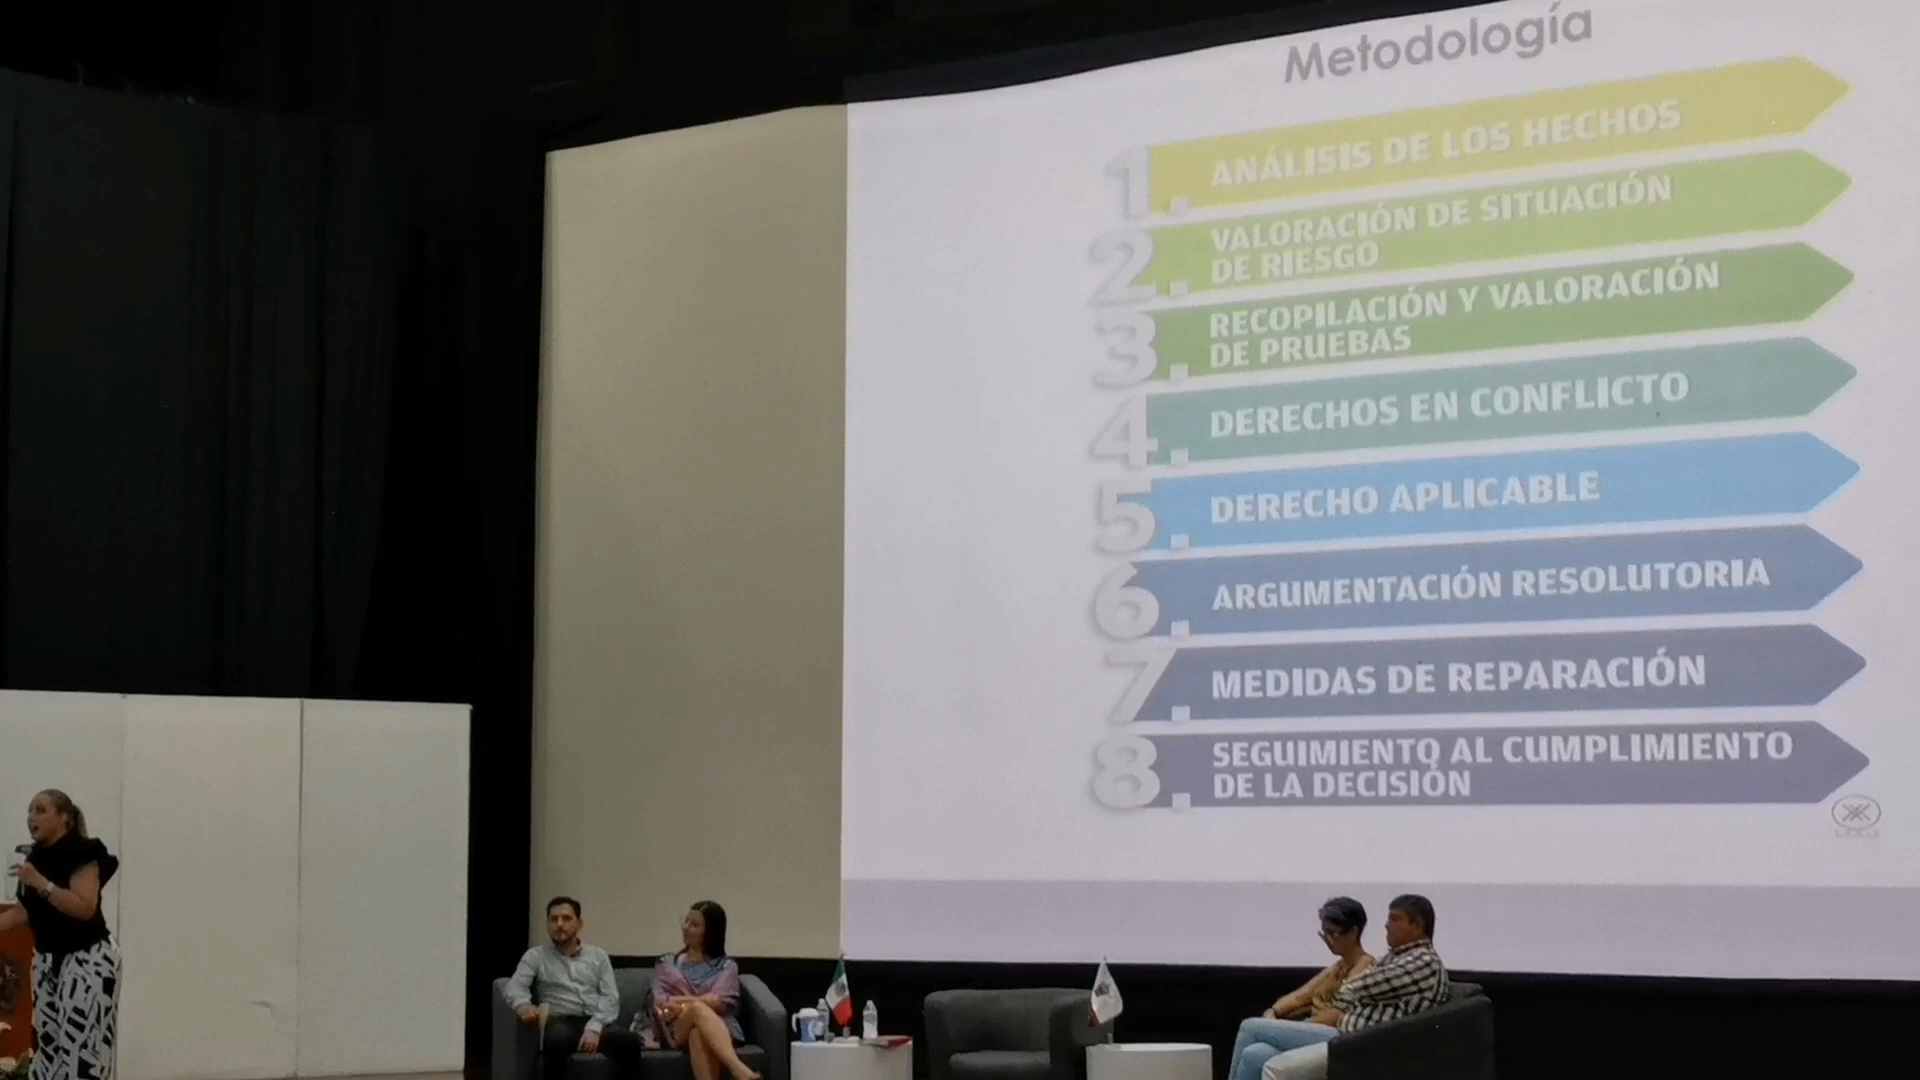 Metodología
1. ANÁLISIS DE LOS HECHOS
2. VALORACIÓN DE SITUACIÓN
DE RIESGO
3. RECOPILACIÓN Y VALORACIÓN
DE PRUEBAS
4. DERECHOS EN CONFLICTO
5. DERECHO APLICABLE
6. ARGUMENTACIÓN RESOLUTORIA
7. MEDIDAS DE REPARACIÓN
8. SEGUIMIENTO AL CUMPLIMIENTO
DE LA DECISIÓN